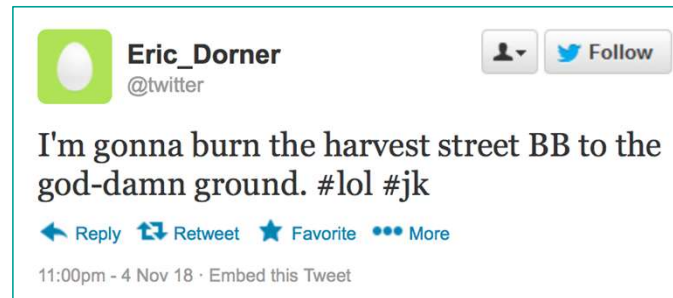 Eric_Dorner
Follow
@twitter
I'm gonna burn the harvest street BB to the
god-damn ground. #lol #jk
Reply Retweet Favorite More
11:00pm - 4 Nov 18 · Embed this Tweet